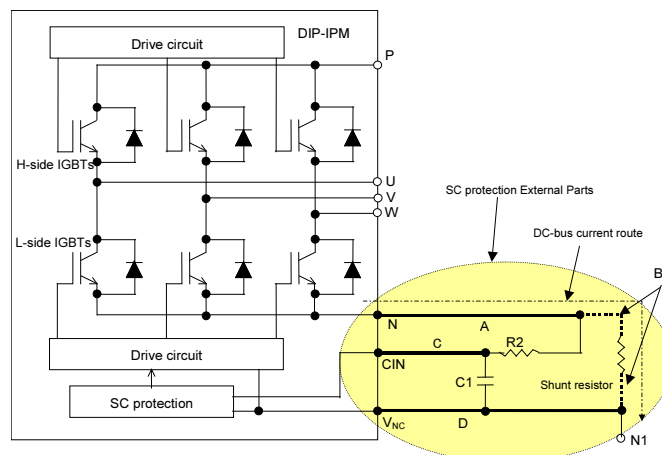 DIP-IPM
Drive circuit
P
H-side IGBTs
U
V
W
SC protection External Parts
DC-bus current route
L-side IGBTs
B
N
A
C
R2
CIN
Drive circuit
C1
Shunt resistor
SC protection
VNC
D
N1